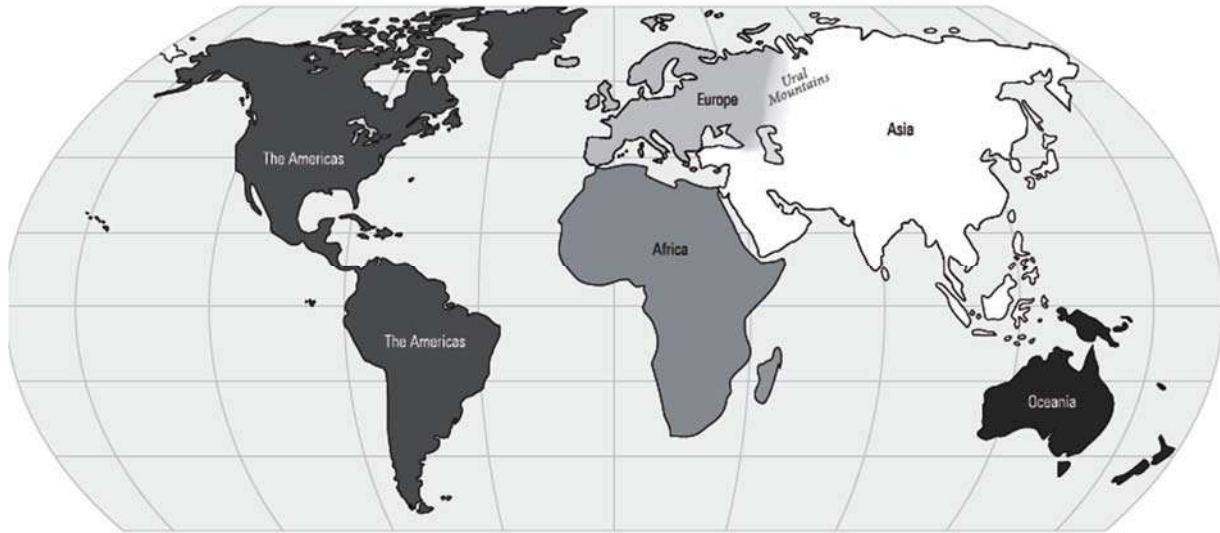 Ural
Mountains
Europe
Asia
The Americas
Africa
The Americas
Oceania